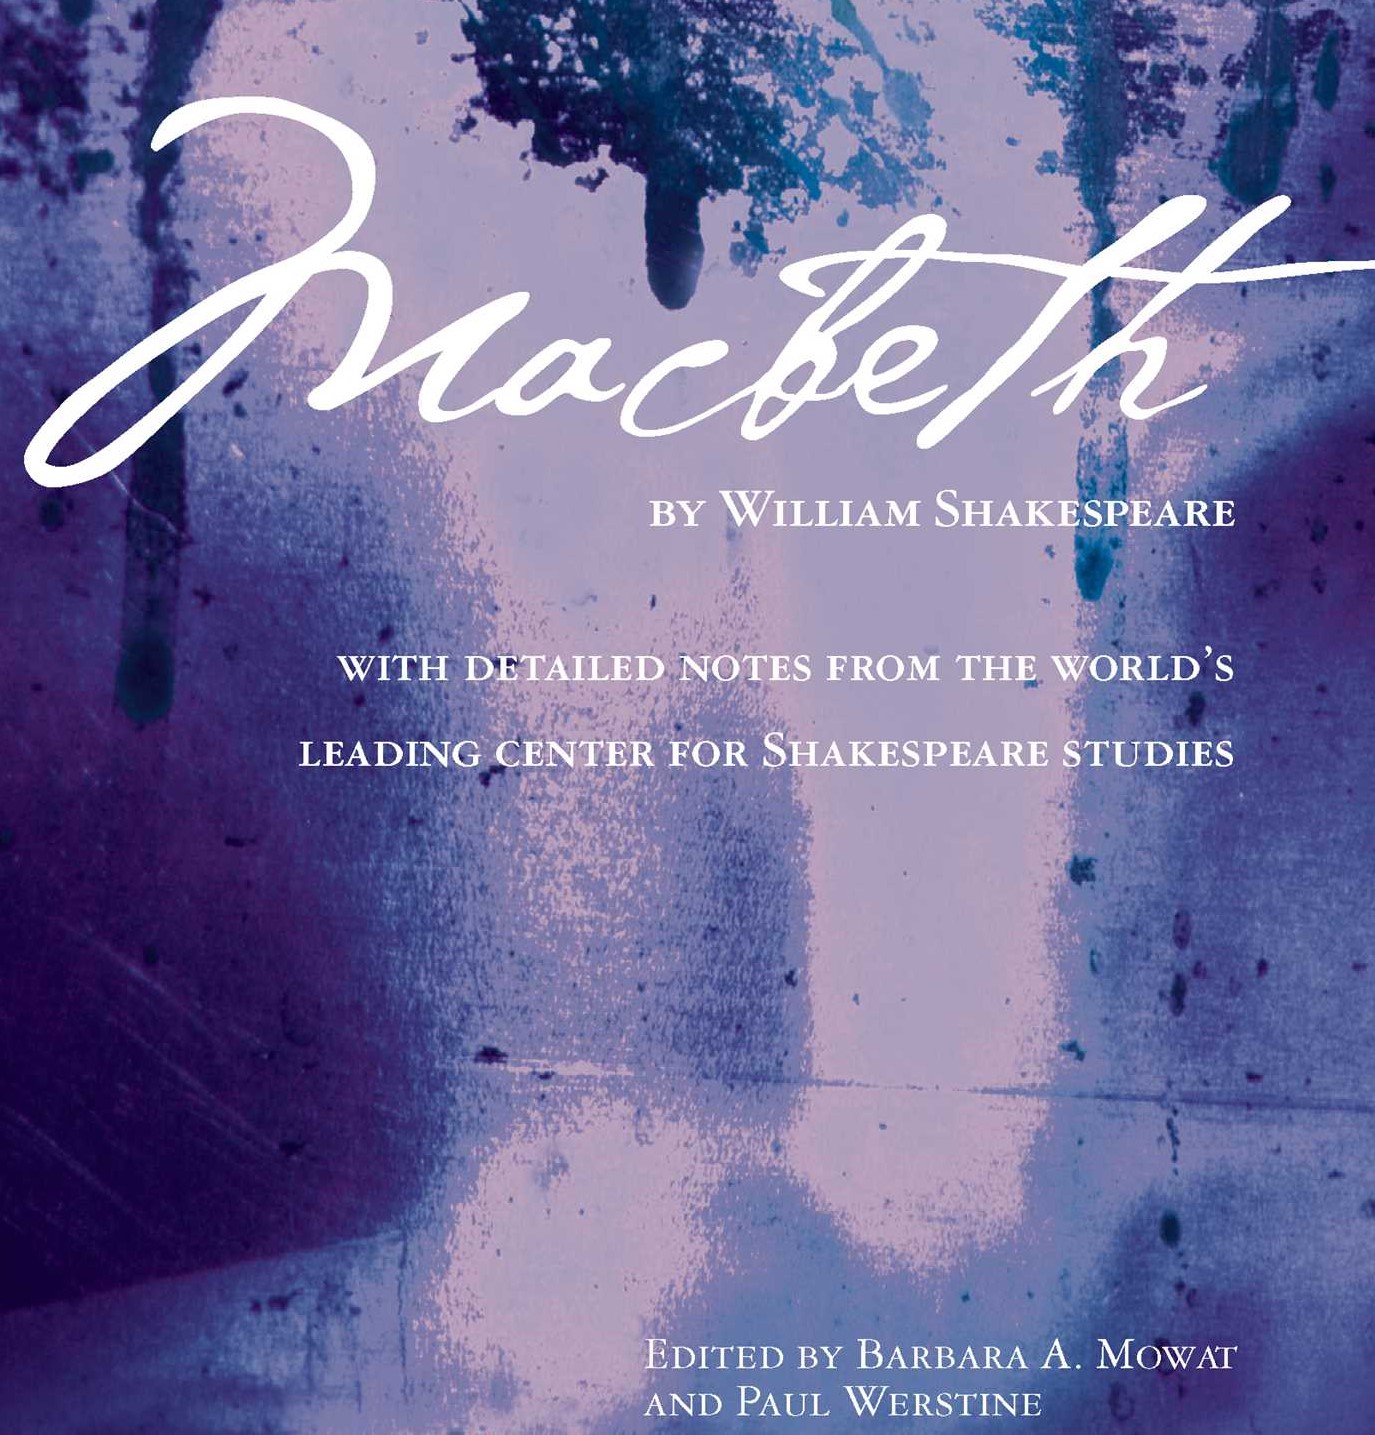 Macbeth
by William Shakespeare
with detailed notes from the world's
leading center for Shakespeare studies
Edited by Barbara A. Mowat
and Paul Werstine